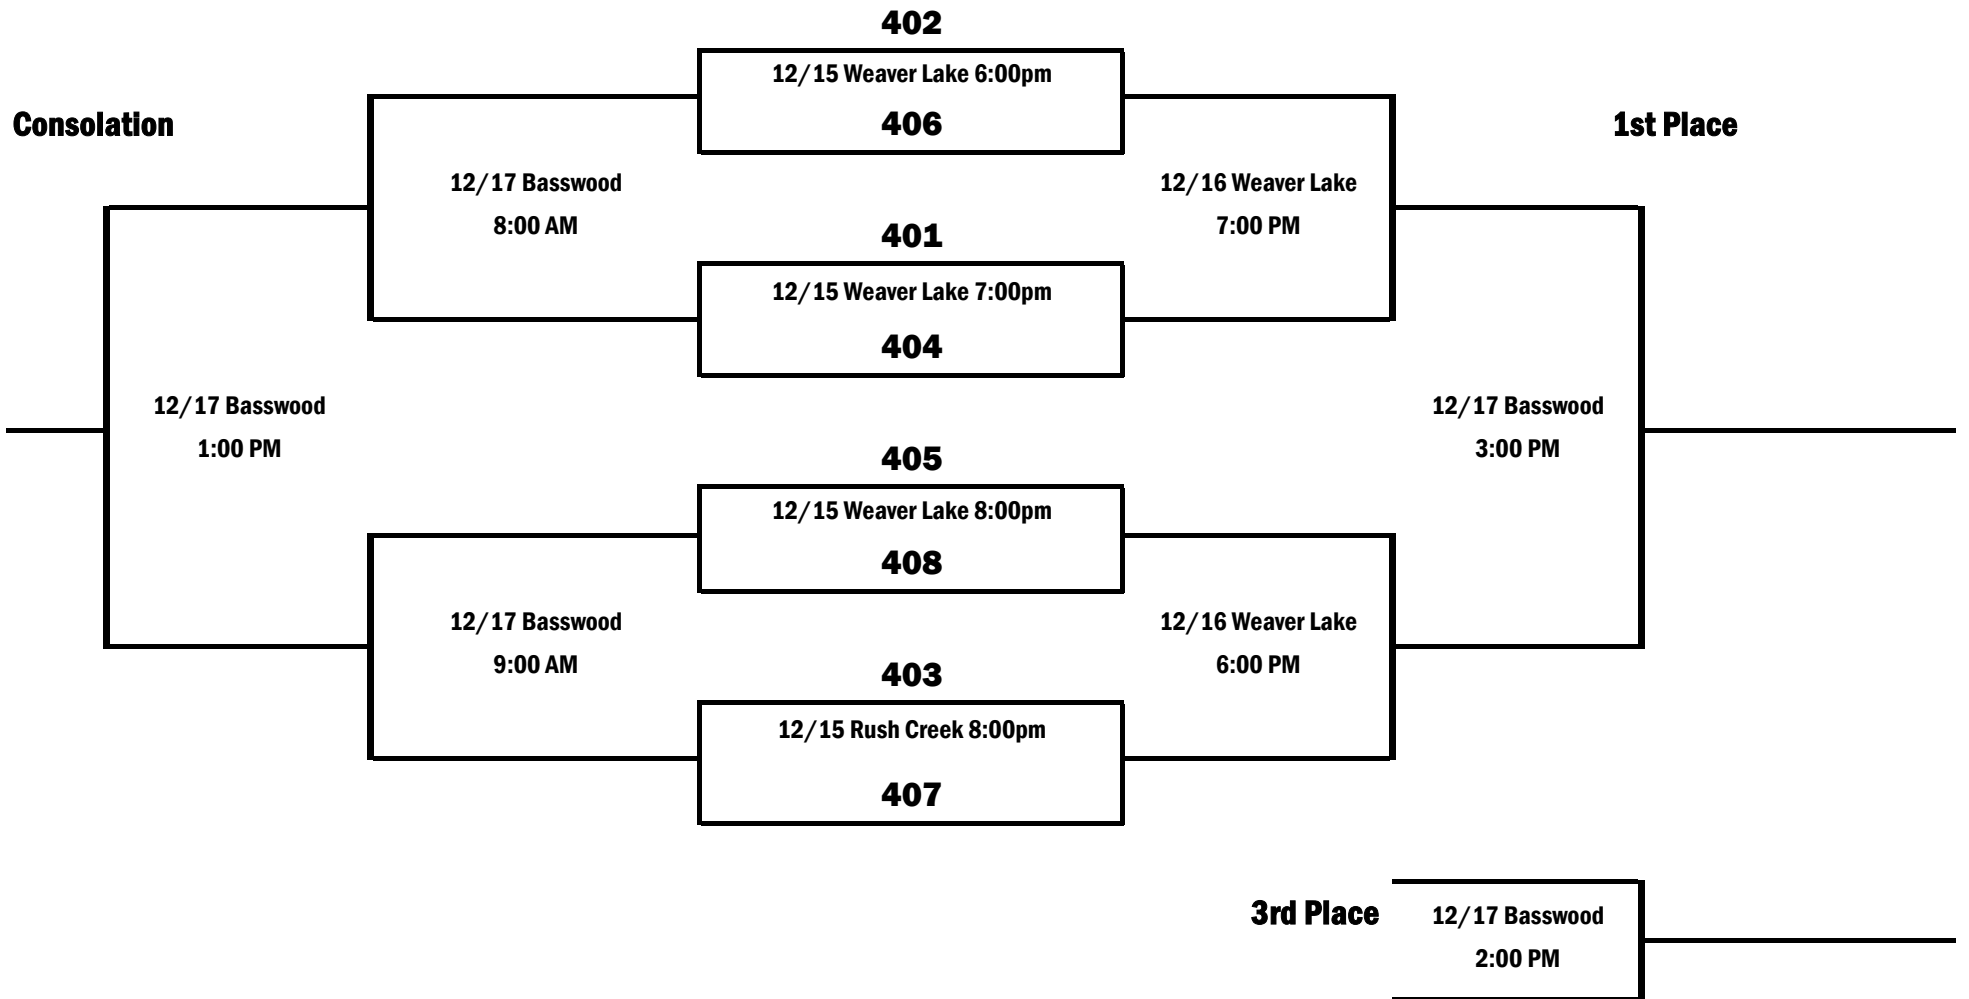 402
12/15 Weaver Lake 6:00pm
406
Consolation
1st Place
12/17 Basswood
8:00 AM
12/16 Weaver Lake
7:00 PM
401
12/15 Weaver Lake 7:00pm
404
12/17 Basswood
1:00 PM
12/17 Basswood
3:00 PM
405
12/15 Weaver Lake 8:00pm
408
12/17 Basswood
9:00 AM
12/16 Weaver Lake
6:00 PM
403
12/15 Rush Creek 8:00pm
407
3rd Place
12/17 Basswood
2:00 PM